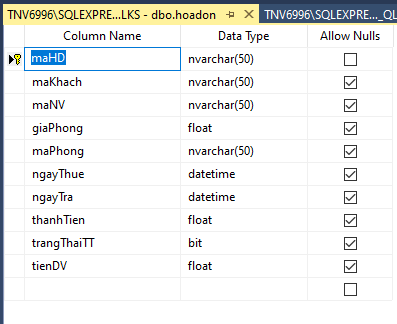 TNV6996\SQLEXPRE...LKS - dbo.hoadon TNV6996\SQLEXPRE..._QL
Column Name Data Type Allow Nulls
maHD nvarchar(50)
maKhach nvarchar(50)
maNV nvarchar(50)
giaPhong float
maPhong nvarchar(50)
ngayThue datetime
ngayTra datetime
thanhTien float
trangThaiTT bit
tienDV float